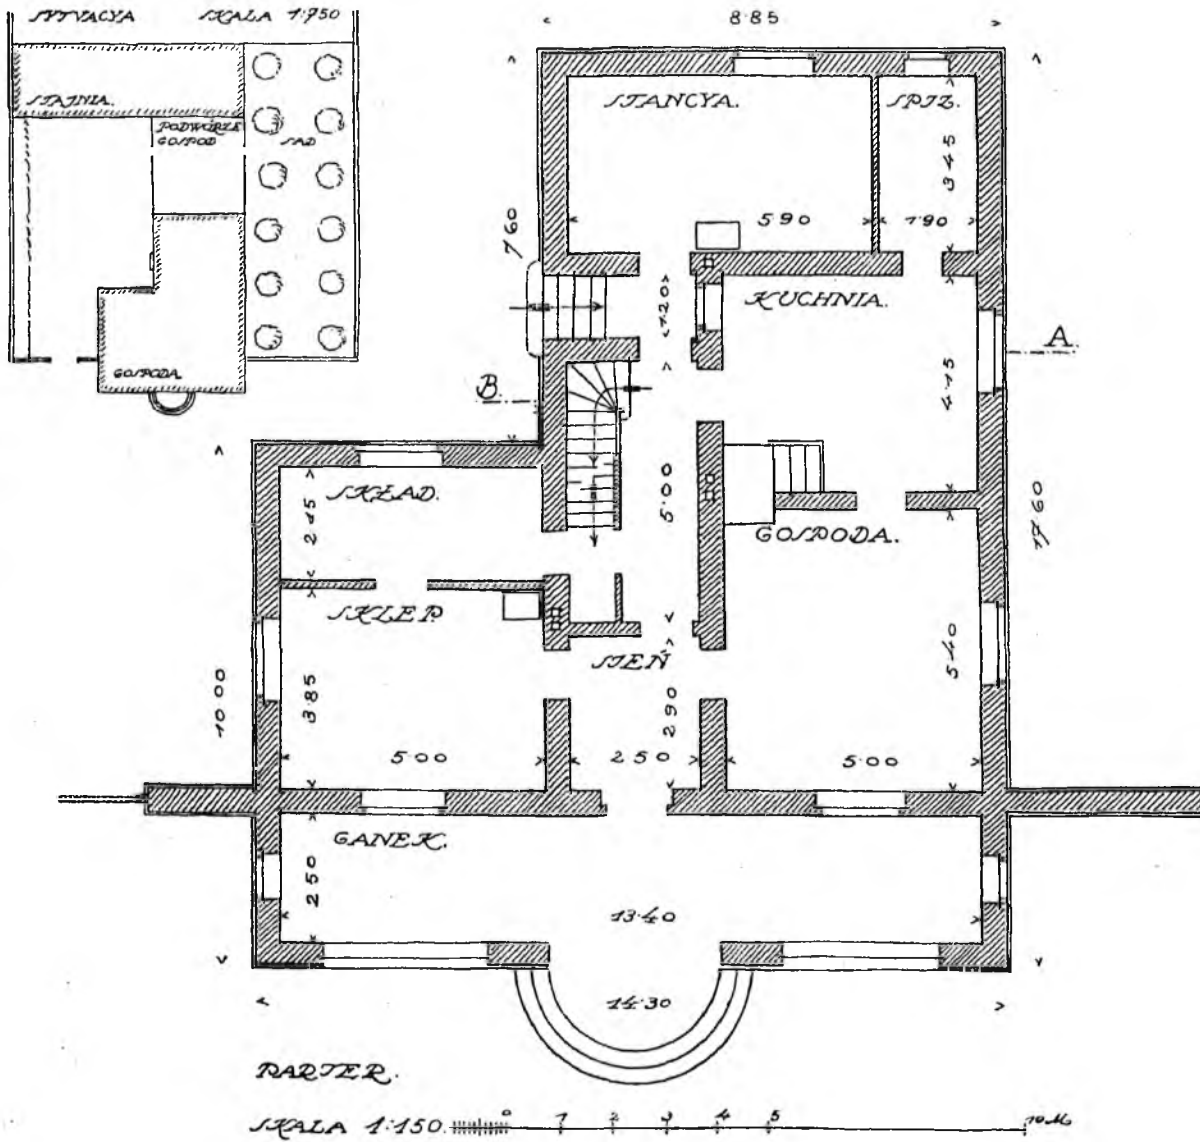 SYTUACYA SKALA 1:750
STAJNIA.
PODWÓRZE
GOSPOD
SAD
GOSPODA
8·85
STANCYA.
SPIŻ.
3·45
5·90
1·90
7·60
1·20
KUCHNIA.
A.
B.
4·15
SKŁAD.
2·15
5·00
GOSPODA.
17·60
SKLEP.
SIEŃ
5·40
10·00
3·85
2·90
5·00
2·50
5·00
GANEK.
2·50
13·40
14·30
PARTER.
SKALA 1:150.
0 1 2 3 4 5 10 M